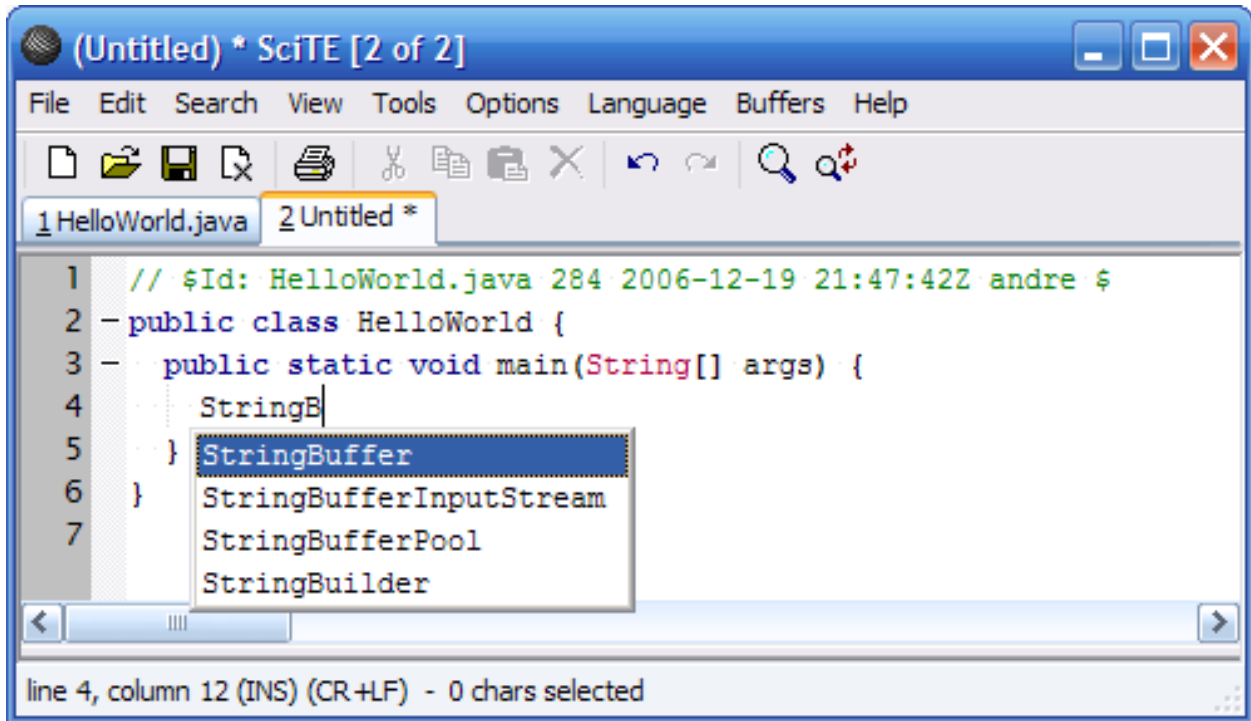 (Untitled) * SciTE [2 of 2]
File Edit Search View Tools Options Language Buffers Help
1 HelloWorld.java 2 Untitled *
1 // $Id: HelloWorld.java 284 2006-12-19 21:47:42Z andre $
2 public class HelloWorld {
3 public static void main(String[] args) {
4 StringB
5 }
StringBuffer
6 }
StringBufferInputStream
7
StringBufferPool
StringBuilder
line 4, column 12 (INS) (CR+LF) - 0 chars selected